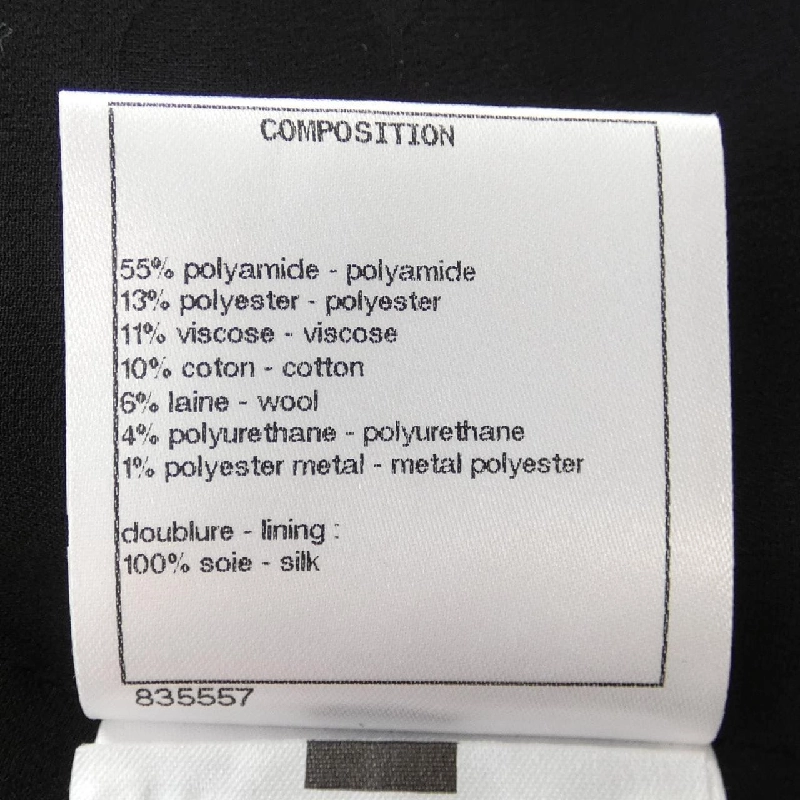 COMPOSITION
55% polyamide - polyamide
13% polyester - polyester
11% viscose - viscose
10% coton - cotton
6% laine - wool
4% polyurethane - polyurethane
1% polyester metal - metal polyester
doublure - lining :
100% soie - silk
835557